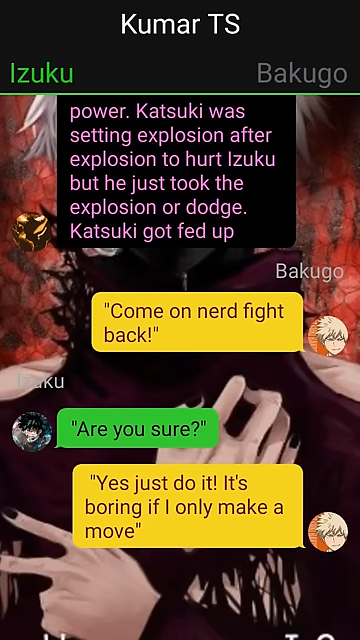 Kumar TS
Izuku Bakugo
power. Katsuki was
setting explosion after
explosion to hurt Izuku
but he just took the
explosion or dodge.
Katsuki got fed up
Bakugo
"Come on nerd fight
back!"
Izuku
"Are you sure?"
"Yes just do it! It's
boring if I only make a
move"